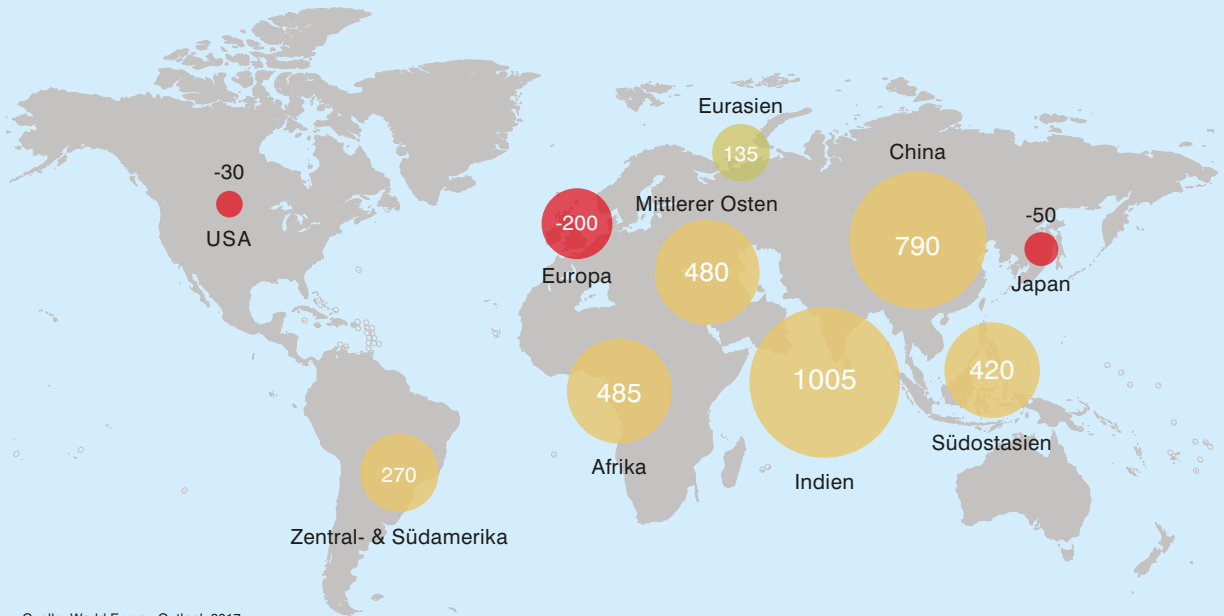 Eurasien
135
China
-30
USA
Mittlerer Osten
-200
Europa
480
790
-50
Japan
485
Afrika
1005
Indien
420
Südostasien
270
Zentral- & Südamerika